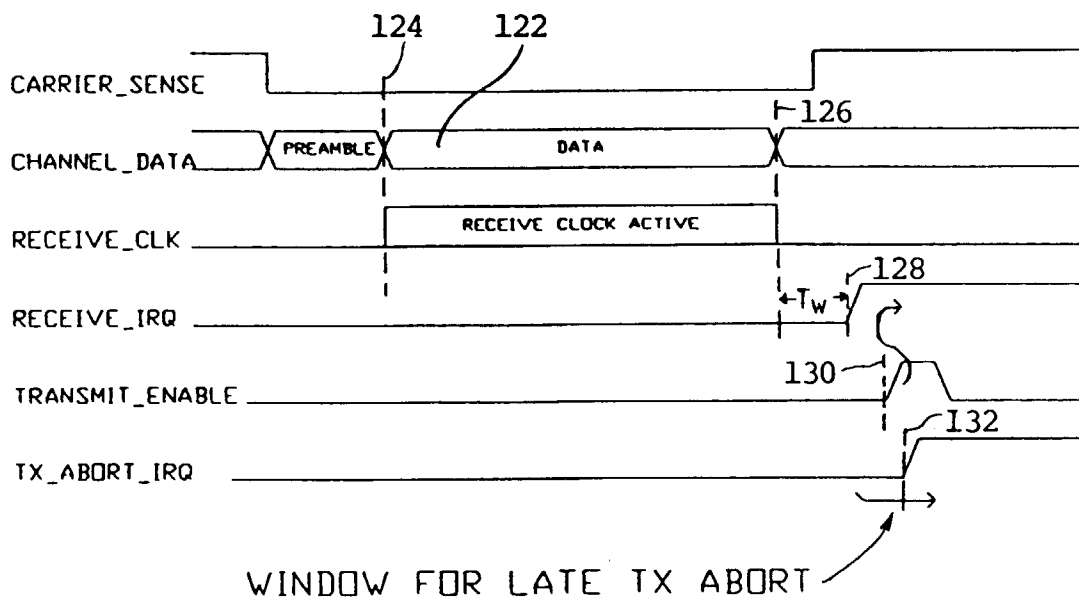 124 122
CARRIER_SENSE
126
CHANNEL_DATA PREAMBLE DATA
RECEIVE_CLK RECEIVE CLOCK ACTIVE
128
RECEIVE_IRQ TW
130
TRANSMIT_ENABLE
132
TX_ABORT_IRQ
WINDOW FOR LATE TX ABORT